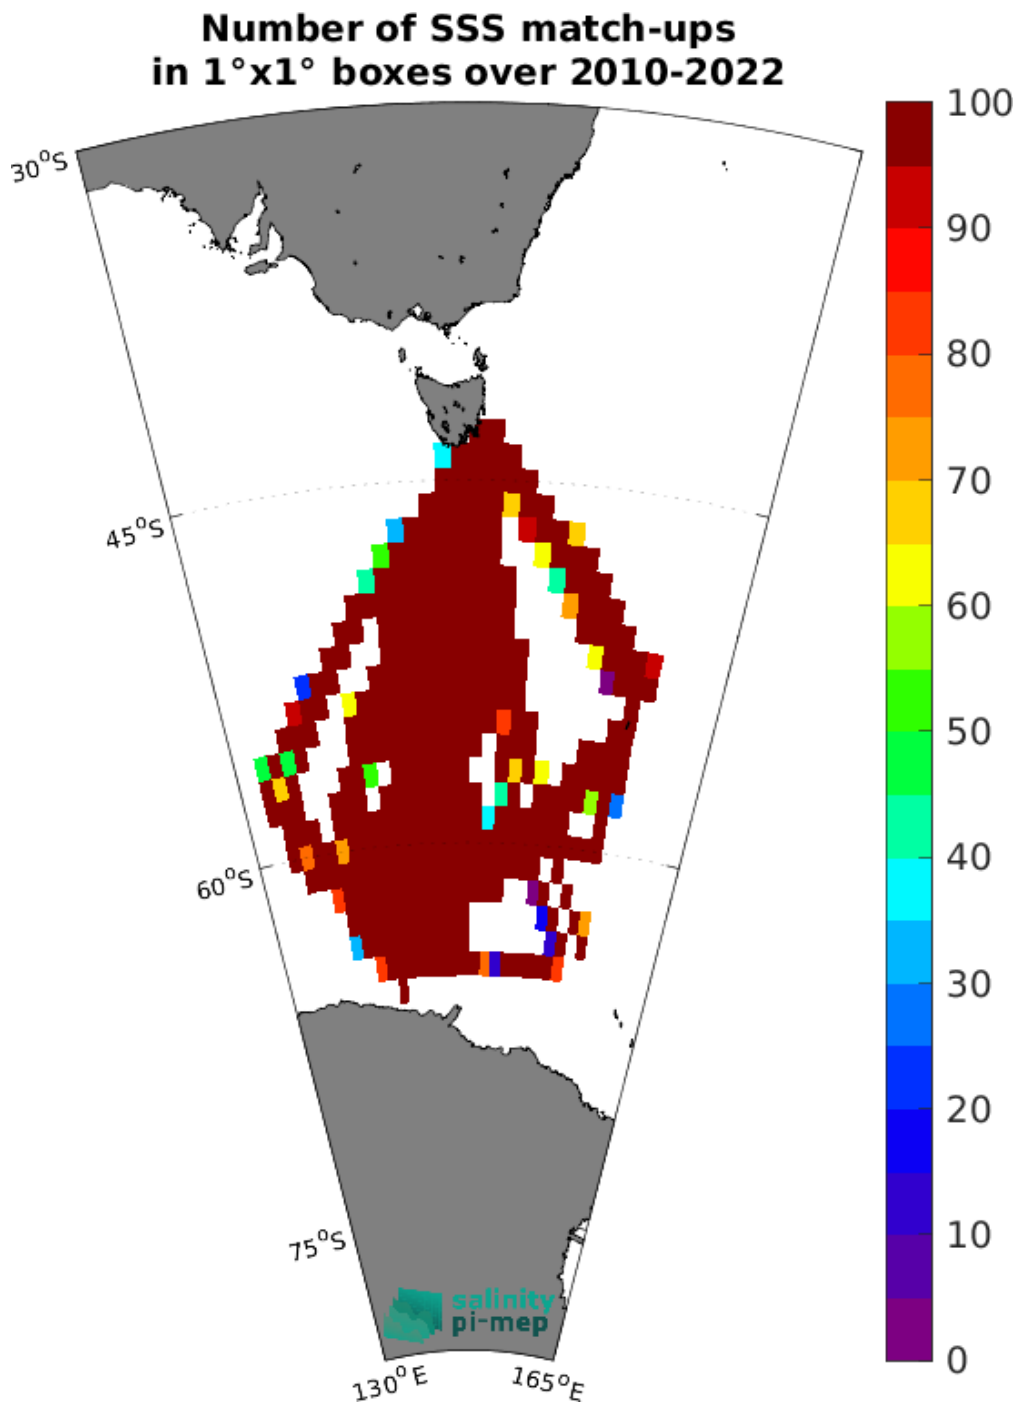 Number of SSS match-ups
in 1°x1° boxes over 2010-2022
30°S
45°S
60°S
75°S
130°E
165°E
100
90
80
70
60
50
40
30
20
10
0
salinity
pi-mep